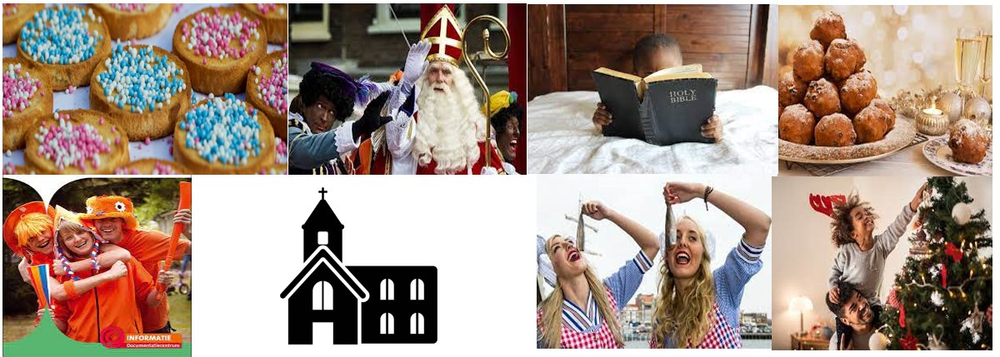 HOLY
BIBLE
INFORMATIE
Documentatiecentrum